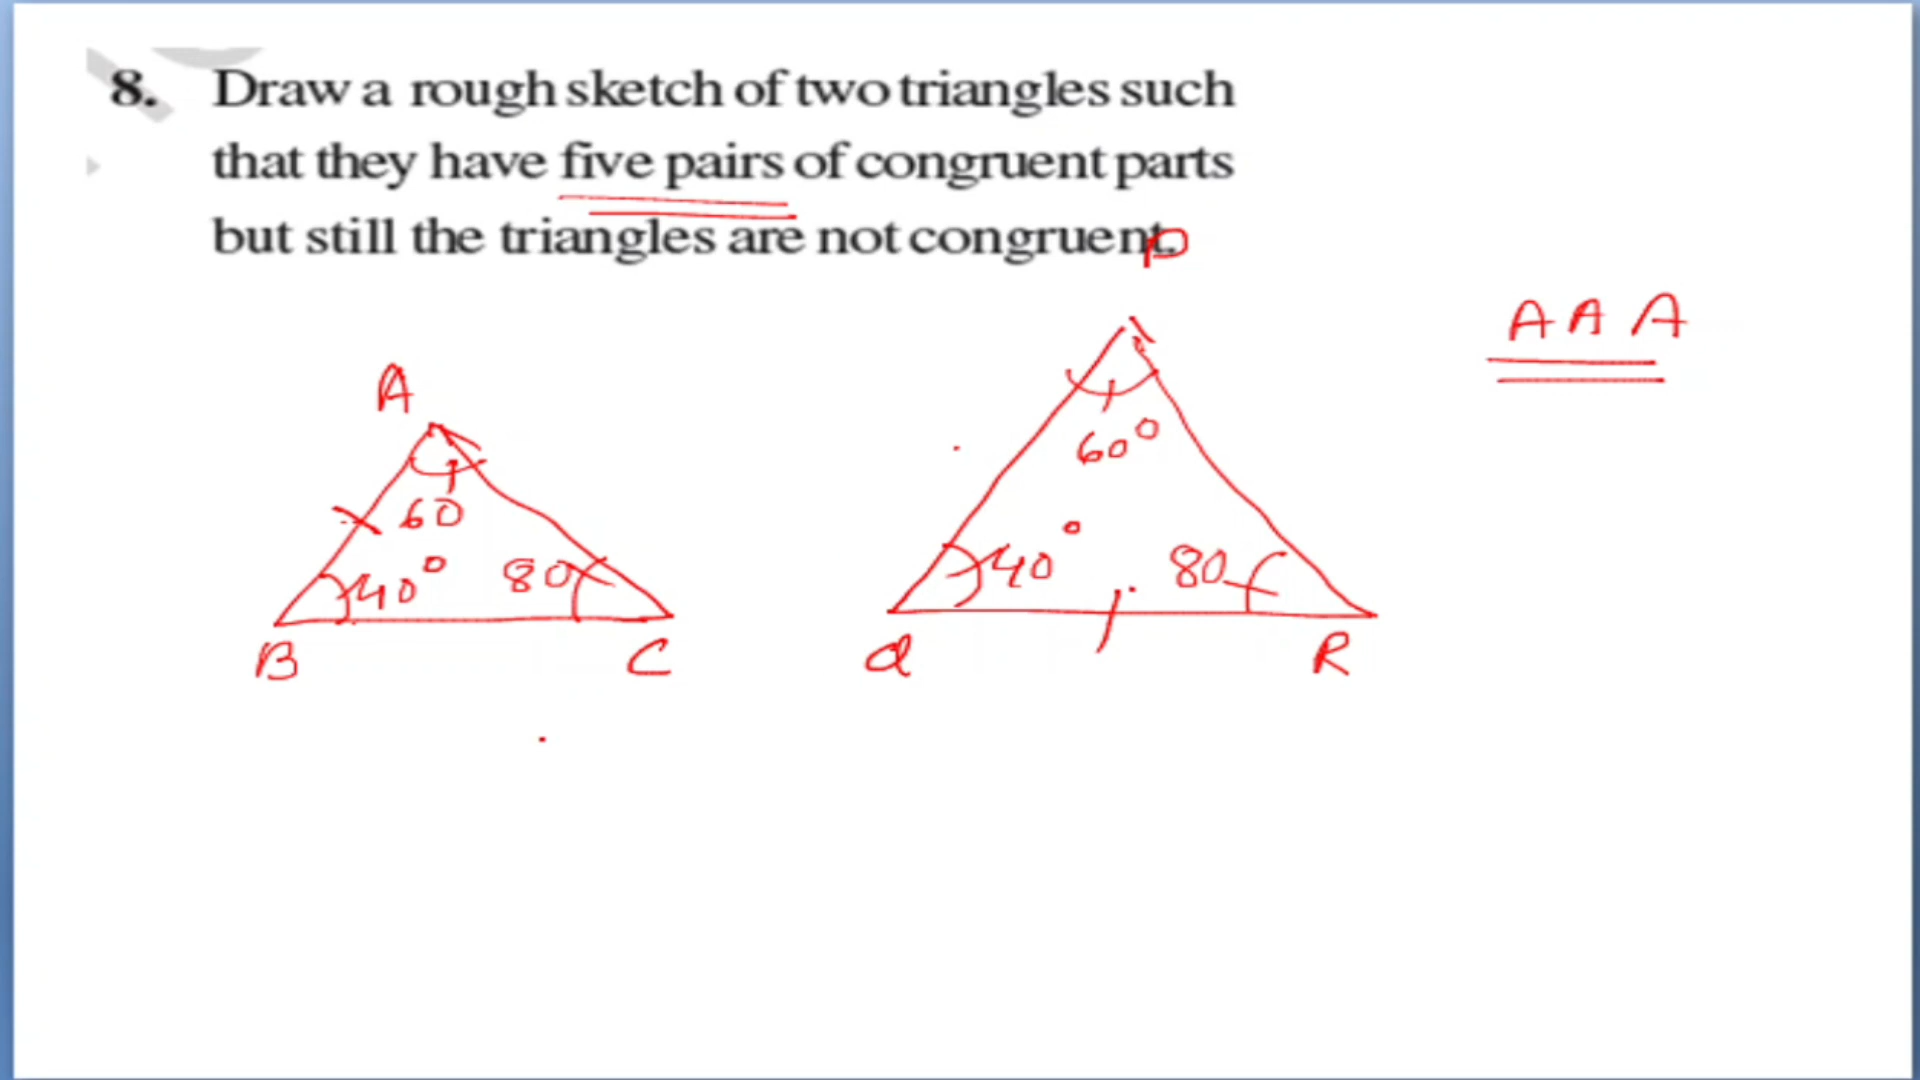 8. Draw a rough sketch of two triangles such
that they have five pairs of congruent parts
but still the triangles are not congruent.
P
A A A
A
60°
60
40° 80
40° 80
B C Q R